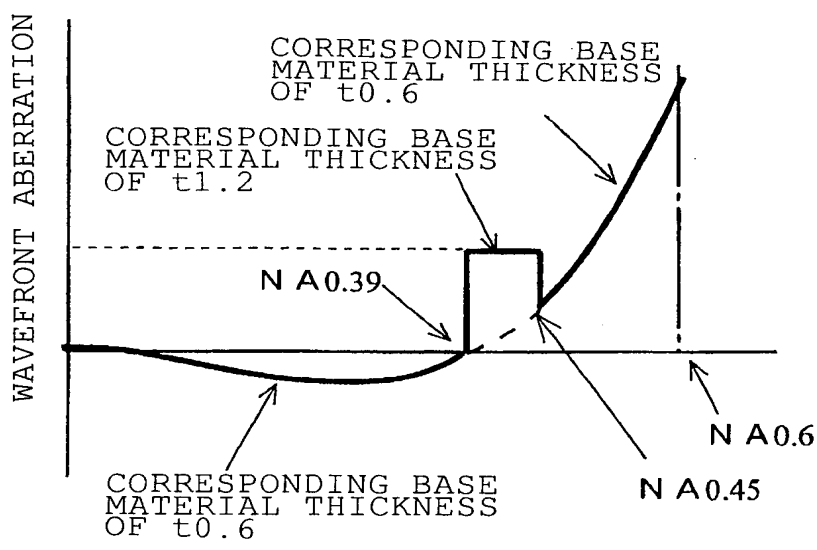 WAVEFRONT ABERRATION
CORRESPONDING BASE
MATERIAL THICKNESS
OF t0.6
CORRESPONDING BASE
MATERIAL THICKNESS
OF t1.2
N A0.39
N A0.6
N A0.45
CORRESPONDING BASE
MATERIAL THICKNESS
OF t0.6